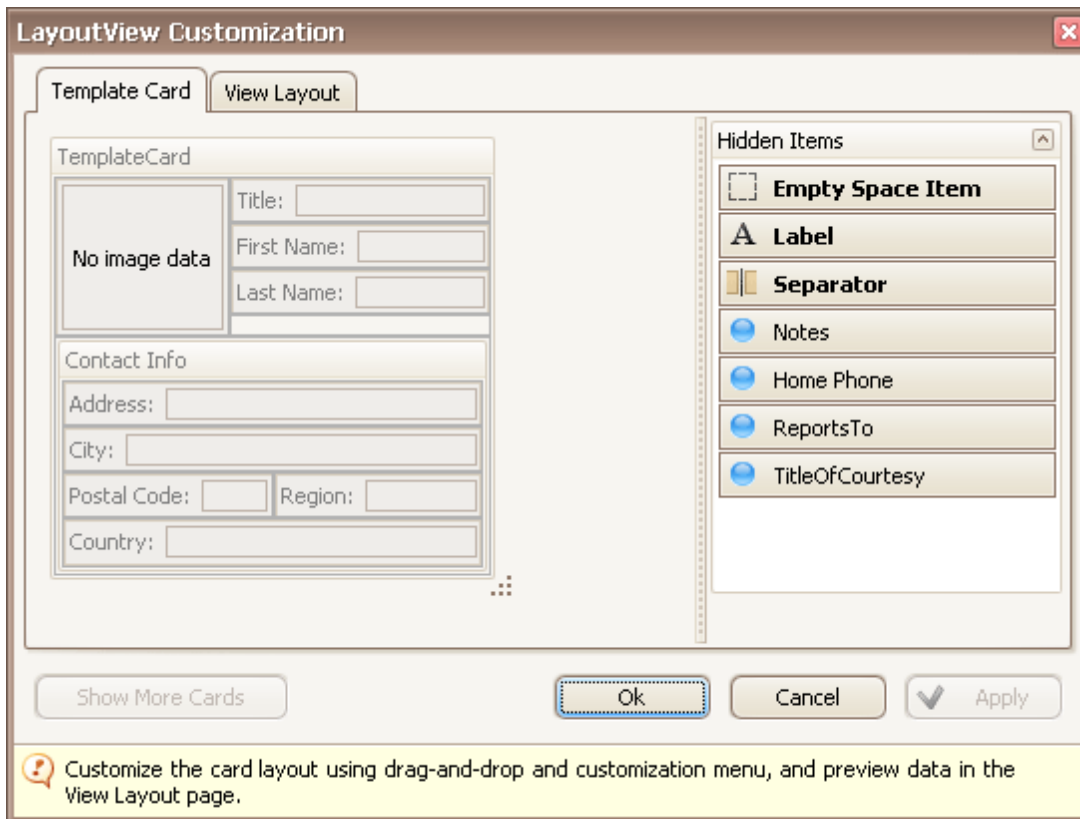 LayoutView Customization
Template Card
View Layout
TemplateCard
No image data
Title:
First Name:
Last Name:
Contact Info
Address:
City:
Postal Code:
Region:
Country:
Hidden Items
Empty Space Item
A Label
Separator
Notes
Home Phone
ReportsTo
TitleOfCourtesy
Show More Cards
Ok
Cancel
Apply
Customize the card layout using drag-and-drop and customization menu, and preview data in the
View Layout page.